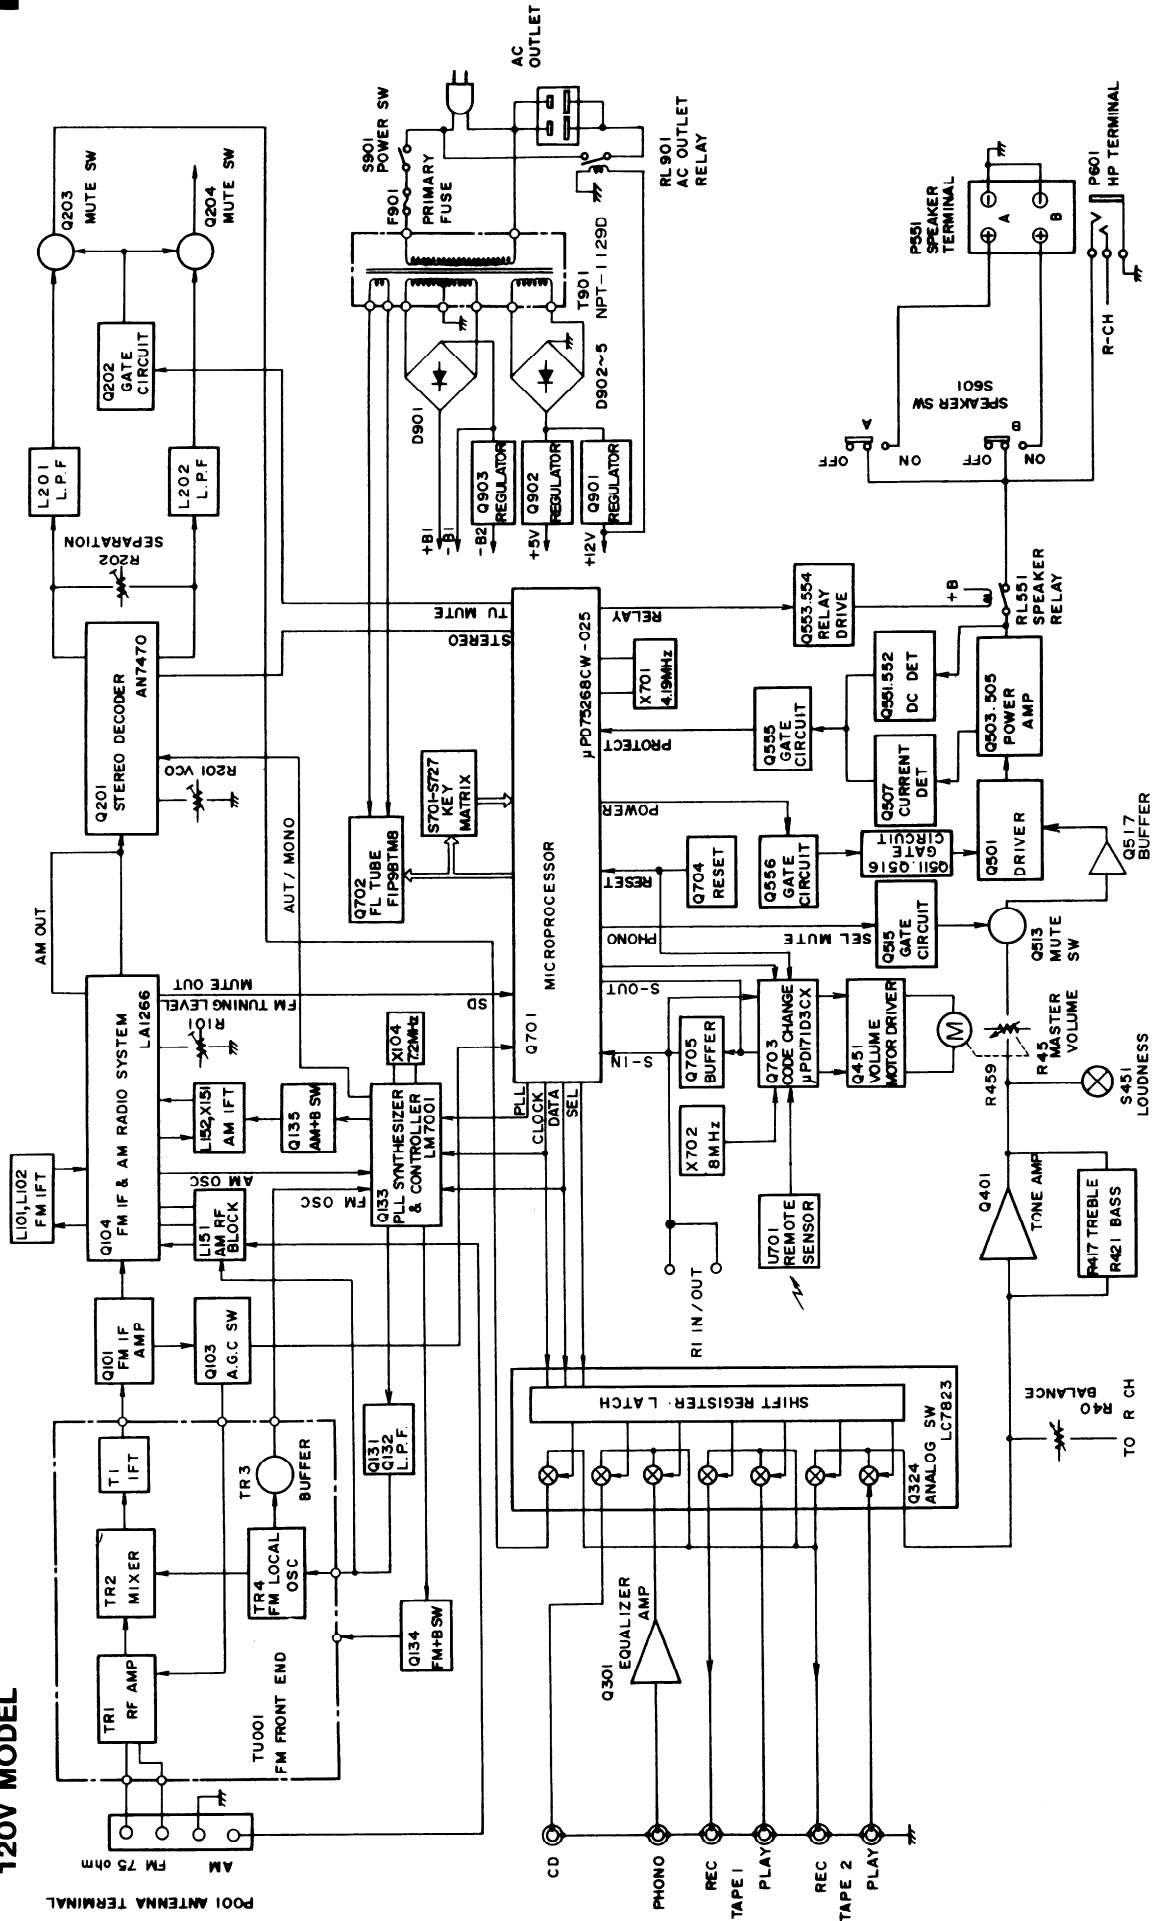 120V MODEL
P001 ANTENNA TERMINAL
FM 75 ohm
AM
TU001
FM FRONT END
TR1
RF AMP
TR2
MIXER
T1
IFT
TR4
FM LOCAL
OSC
TR3
BUFFER
Q101
FM IF
AMP
Q103
A.G.C SW
L101,L102
FM IFT
Q104
FM IF & AM RADIO SYSTEM
LA1266
AM OUT
L151
AM RF
BLOCK
AM OSC
FM OSC
L152,X151
AM IFT
Q135
AM+B SW
R101
FM TUNING LEVEL
MUTE OUT
SD
Q133
PLL SYNTHESIZER
& CONTROLLER
LM7001
X104
7.2MHz
Q131
Q132
L.P.F.
Q134
FM+B SW
AUT/MONO
Q201
STEREO DECODER
AN7470
R201 VCO
R202
SEPARATION
L201
L.P.F
L202
L.P.F
Q202
GATE
CIRCUIT
Q203
MUTE SW
Q204
MUTE SW
TU MUTE
STEREO
Q702
FL TUBE
FIP9BTM8
S701-S727
KEY
MATRIX
S901
POWER SW
F901
PRIMARY
FUSE
AC
OUTLET
RL901
AC OUTLET
RELAY
T901
NPT-1129D
D901
D902~5
Q903
REGULATOR
Q902
REGULATOR
Q901
REGULATOR
+B1
-B1
-B2
+5V
+12V
Q701
MICROPROCESSOR
μPD75268CW-025
PLL
CLOCK
DATA
SEL
S-IN
S-OUT
PHONO
SEL MUTE
RESET
POWER
PROTECT
RELAY
X701
4.19MHz
Q704
RESET
Q705
BUFFER
Q703
CODE CHANGE
μPD171D3CX
X702
8MHz
U701
REMOTE
SENSOR
RI IN/OUT
Q451
VOLUME
MOTOR DRIVER
M
R459
R45
MASTER
VOLUME
S451
LOUDNESS
Q515
GATE
CIRCUIT
Q556
GATE
CIRCUIT
Q511.Q516
GATE
CIRCUIT
Q555
GATE
CIRCUIT
Q553.554
RELAY
DRIVE
Q551.552
DC DET
Q507
CURRENT
DET
Q501
DRIVER
Q503.505
POWER
AMP
Q513
MUTE
SW
Q517
BUFFER
+B
RL551
SPEAKER
RELAY
OFF
A
ON
OFF
B
ON
SPEAKER SW
S601
P551
SPEAKER
TERMINAL
A
B
P601
HP TERMINAL
R-CH
SHIFT REGISTER·LATCH
Q324
ANALOG SW
LC7823
Q301
EQUALIZER
AMP
Q401
TONE AMP
R417 TREBLE
R421 BASS
R40
BALANCE
TO R CH
CD
PHONO
REC
TAPE 1
PLAY
REC
TAPE 2
PLAY